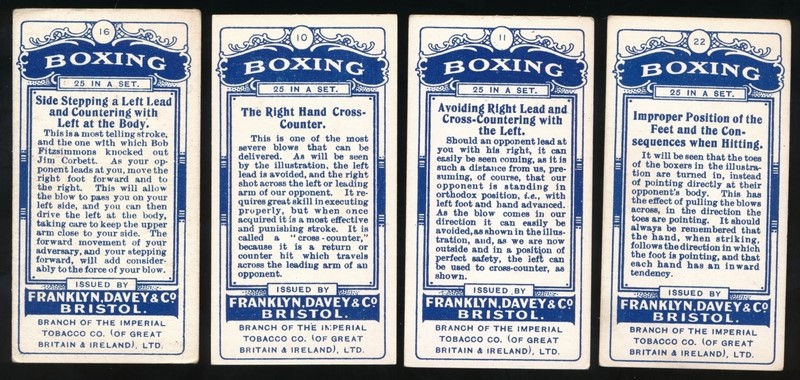 16
BOXING
25 IN A SET.
Side Stepping a Left Lead
and Countering with
Left at the Body.
This is a most telling stroke,
and the one with which Bob
Fitzsimmons knocked out
Jim Corbett. As your op-
ponent leads at you, move the
right foot forward and to
the right. This will allow
the blow to pass you on your
left side, and you can then
drive the left at the body,
taking care to keep the upper
arm close to your side. The
forward movement of your
adversary, and your stepping
forward, will add consider-
ably to the force of your blow.
ISSUED BY
FRANKLYN, DAVEY & Co
BRISTOL.
BRANCH OF THE IMPERIAL
TOBACCO CO. (OF GREAT
BRITAIN & IRELAND), LTD.
10
BOXING
25 IN A SET.
The Right Hand Cross-
Counter.
This is one of the most
severe blows that can be
delivered. As will be seen
by the illustration, the left
lead is avoided, and the right
shot across the left or leading
arm of our opponent. It re-
quires great skill in executing
properly, but when once
acquired it is a most effective
and punishing stroke. It is
called a "cross-counter,"
because it is a return or
counter hit which travels
across the leading arm of an
opponent.
ISSUED BY
FRANKLYN, DAVEY & Co
BRISTOL.
BRANCH OF THE IMPERIAL
TOBACCO CO. (OF GREAT
BRITAIN & IRELAND), LTD.
11
BOXING
25 IN A SET.
Avoiding Right Lead and
Cross-Countering with
the Left.
Should an opponent lead at
you with his right, it can
easily be seen coming, as it is
such a distance from us, pre-
suming, of course, that our
opponent is standing in
orthodox position, i.e., with
left foot and hand advanced.
As the blow comes in our
direction it can easily be
avoided, as shown in the illus-
tration, and, as we are now
outside and in a position of
perfect safety, the left can
be used to cross-counter, as
shown.
ISSUED BY
FRANKLYN, DAVEY & Co
BRISTOL.
BRANCH OF THE IMPERIAL
TOBACCO CO. (OF GREAT
BRITAIN & IRELAND), LTD.
22
BOXING
25 IN A SET.
Improper Position of the
Feet and the Con-
sequences when Hitting.
It will be seen that the toes
of the boxers in the illustra-
tion are turned in, instead
of pointing directly at their
opponent's body. This has
the effect of pulling the blows
across, in the direction the
toes are pointing. It should
always be remembered that
the hand, when striking,
follows the direction in which
the foot is pointing, and that
each hand has an inward
tendency.
ISSUED BY
FRANKLYN, DAVEY & Co
BRISTOL.
BRANCH OF THE IMPERIAL
TOBACCO CO. (OF GREAT
BRITAIN & IRELAND), LTD.